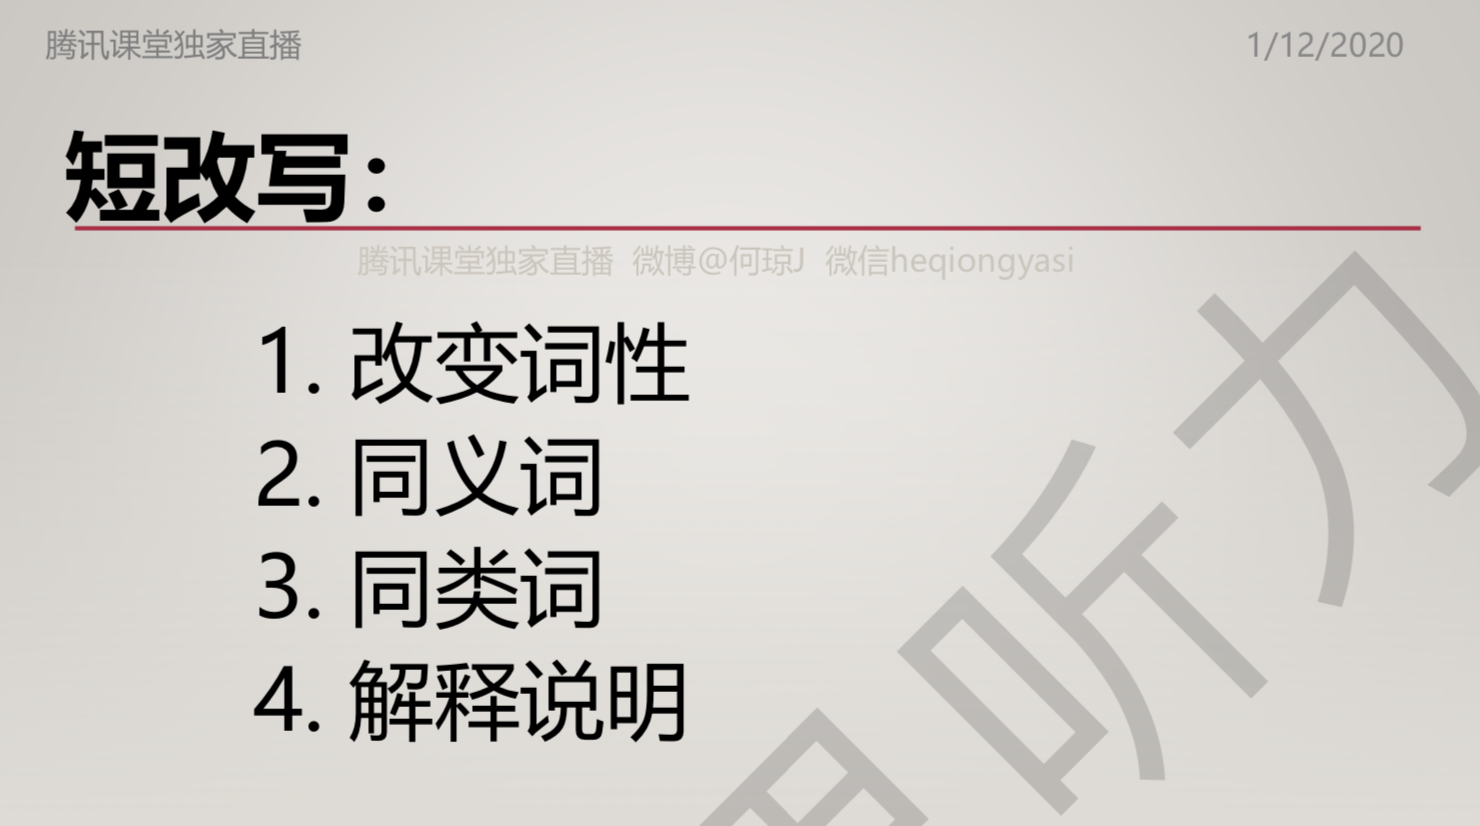 腾讯课堂独家直播
1/12/2020
短改写：
腾讯课堂独家直播 微博@何琼J 微信heqiongyasi
1. 改变词性
2. 同义词
3. 同类词
4. 解释说明
听力